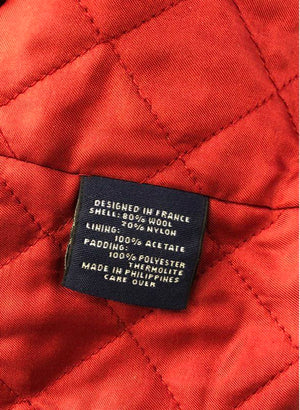 DESIGNED IN FRANCE
SHELL: 80% WOOL
20% NYLON
LINING:
100% ACETATE
PADDING:
100% POLYESTER
THERMOLITE
MADE IN PHILIPPINES
CARE OVER